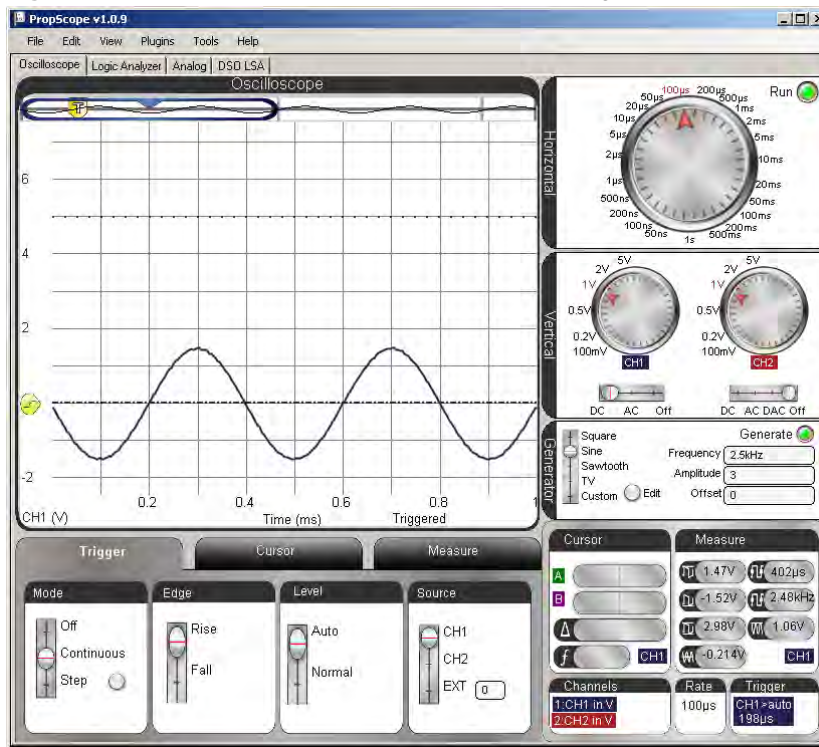 PropScope v1.0.9
File Edit View Plugins Tools Help
Oscilloscope Logic Analyzer Analog DSO LSA
Oscilloscope
T
6
4
2
-2
0.2 0.4 0.6 0.8 1
CH1 (V) Time (ms) Triggered
Horizontal
Run
50ns 100ns 200ns 500ns 1µs 2µs 5µs 10µs 20µs 50µs 100µs 200µs 500µs 1ms 2ms 5ms 10ms 20ms 50ms 100ms 200ms 500ms 1s
Vertical
5V 2V 1V 0.5V 0.2V 100mV
CH1
5V 2V 1V 0.5V 0.2V 100mV
CH2
DC AC Off
DC AC DAC Off
Generator
Square
Sine
Sawtooth
TV
Custom Edit
Generate
Frequency 2.5kHz
Amplitude 3
Offset 0
Trigger Cursor Measure
Mode
Off
Continuous
Step
Edge
Rise
Fall
Level
Auto
Normal
Source
CH1
CH2
EXT 0
Cursor
A
B
Δ
f CH1
Measure
1.47V 402µs
-1.52V 2.48kHz
2.98V 1.06V
-0.214V CH1
Channels
1:CH1 in V
2:CH2 in V
Rate
100µs
Trigger
CH1>auto
198µs